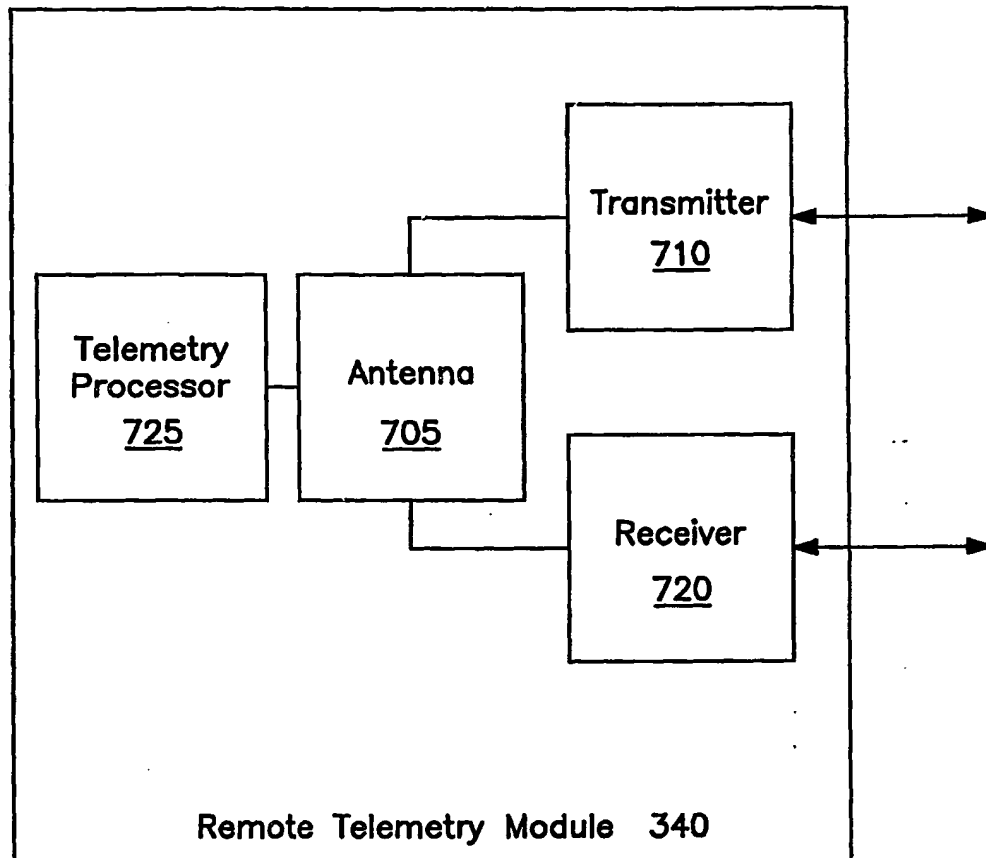 Transmitter
710
Telemetry
Processor
725
Antenna
705
Receiver
720
Remote Telemetry Module 340